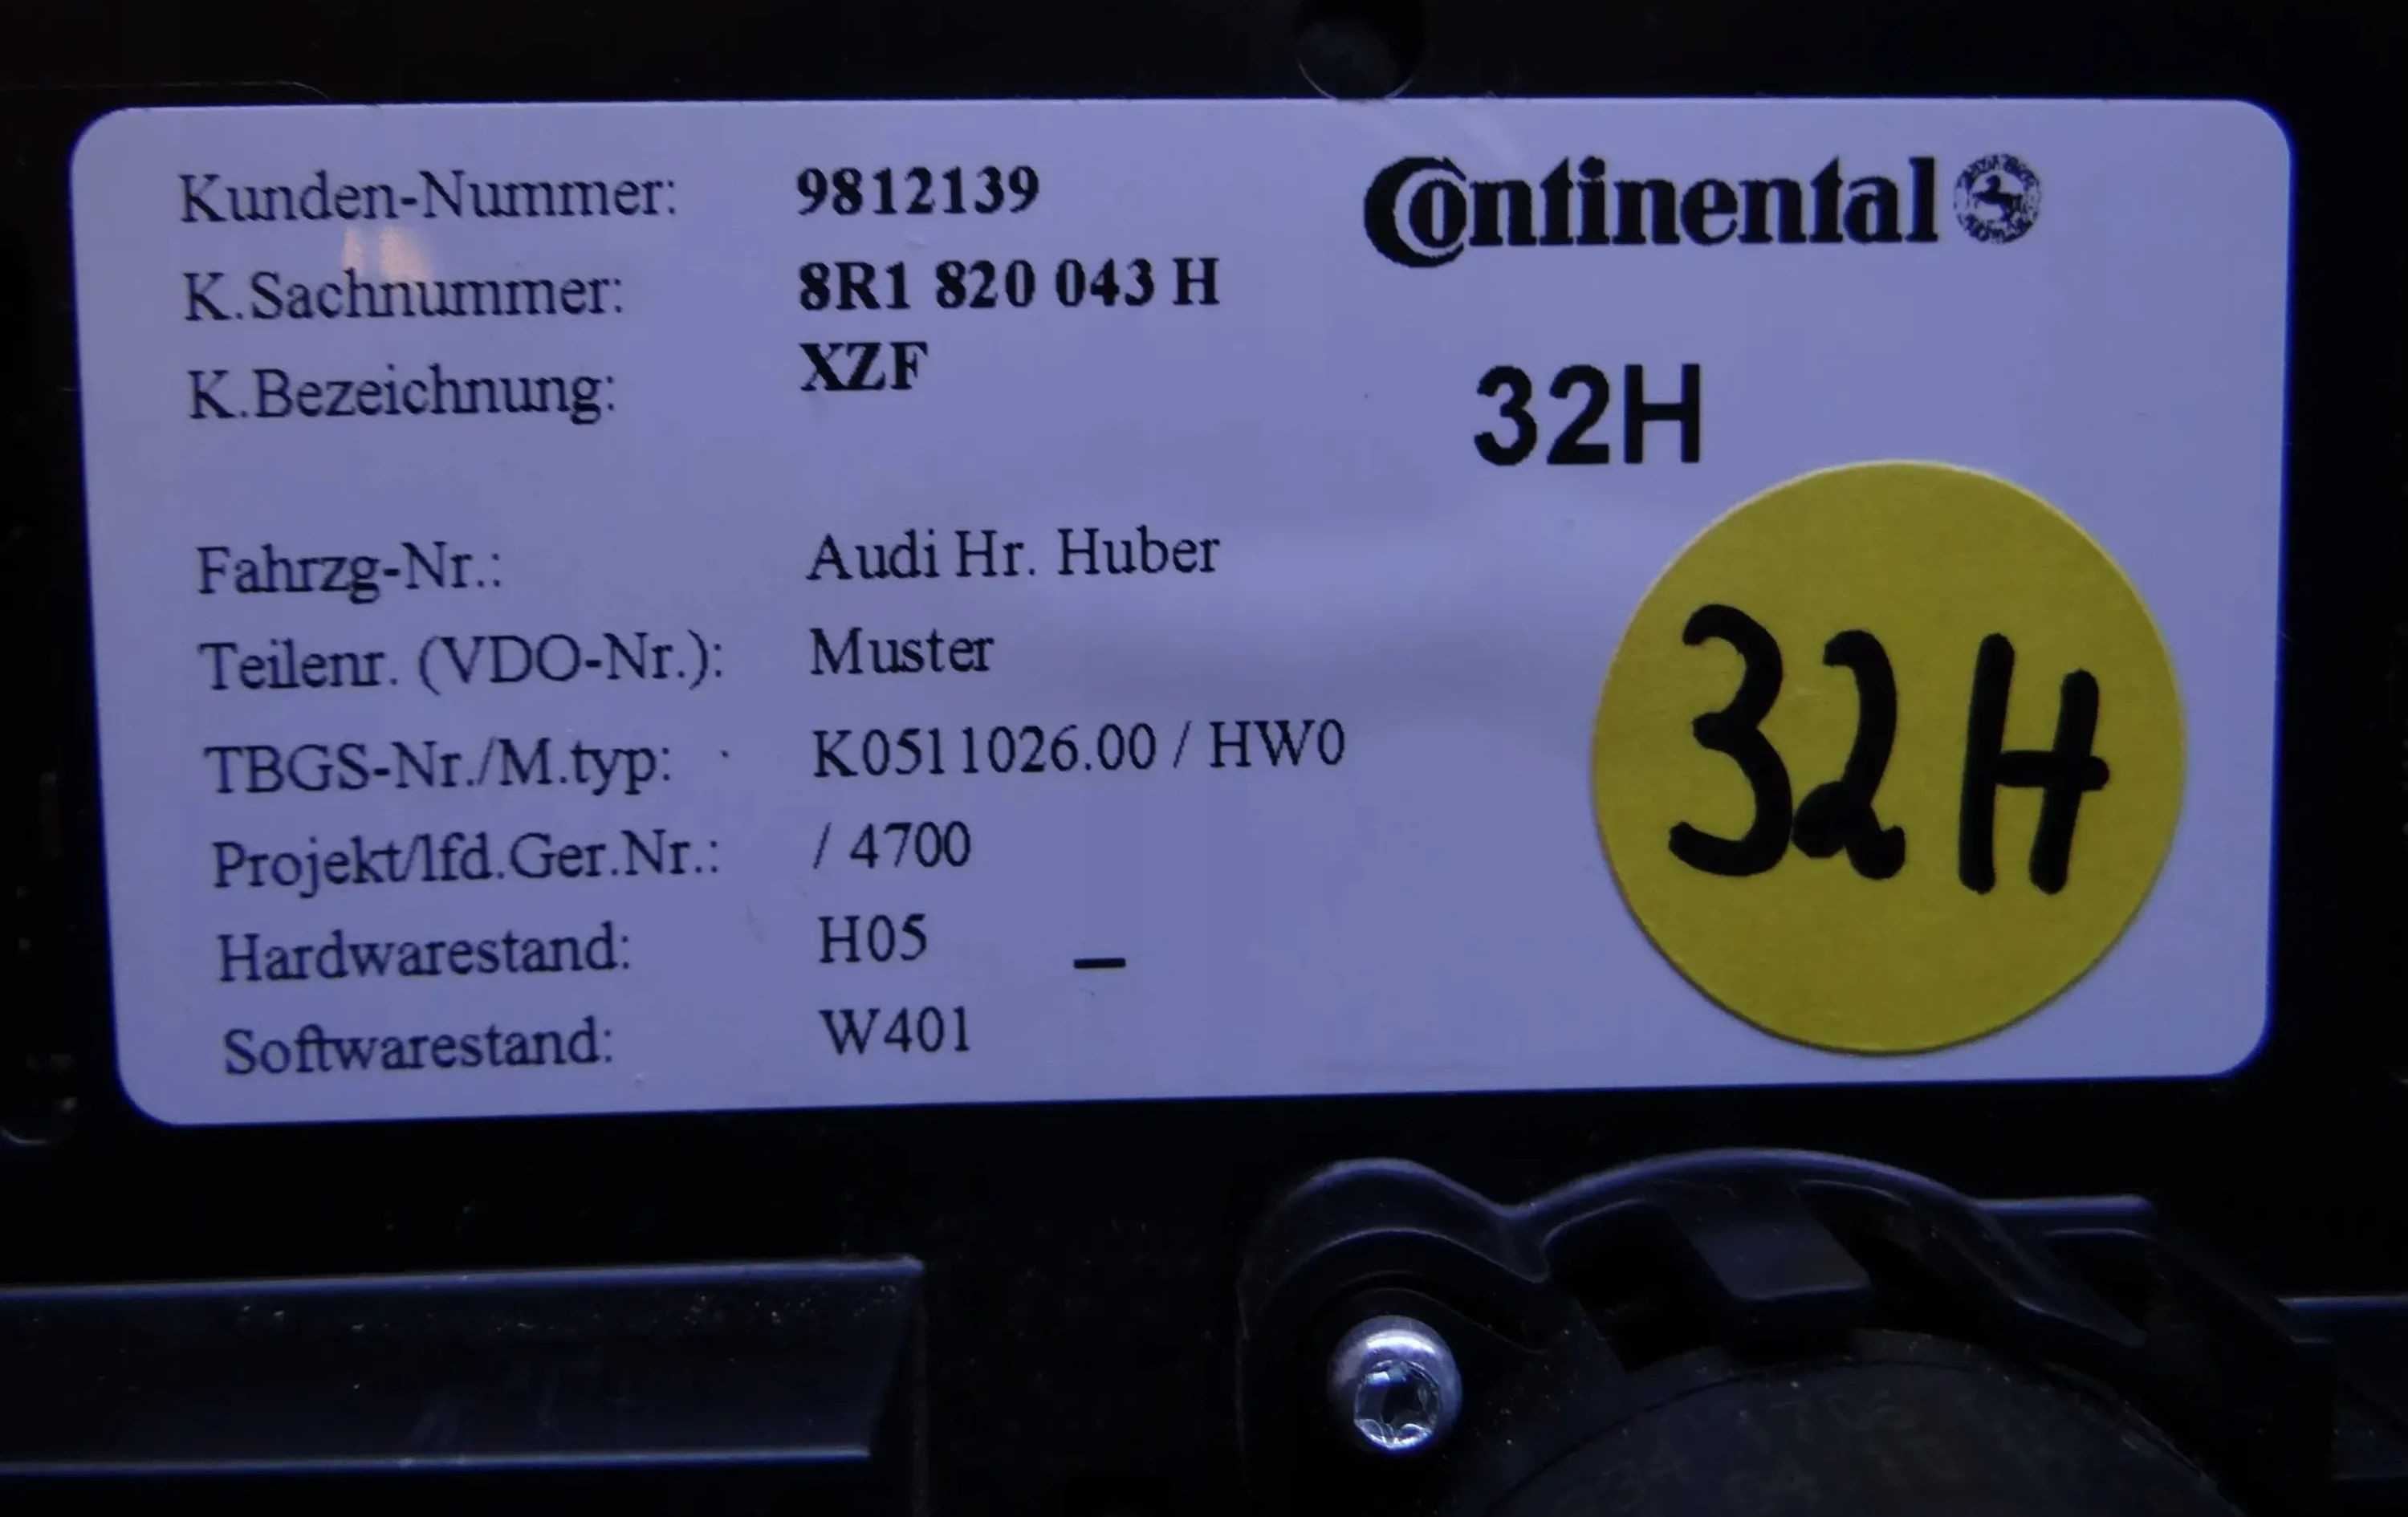 Kunden-Nummer: 9812139
Continental
K.Sachnummer: 8R1 820 043 H
K.Bezeichnung: XZF
32H
Fahrzg-Nr.: Audi Hr. Huber
Teilenr. (VDO-Nr.): Muster
TBGS-Nr./M.typ: K0511026.00 / HW0
Projekt/lfd.Ger.Nr.: / 4700
Hardwarestand: H05 _
Softwarestand: W401
32H